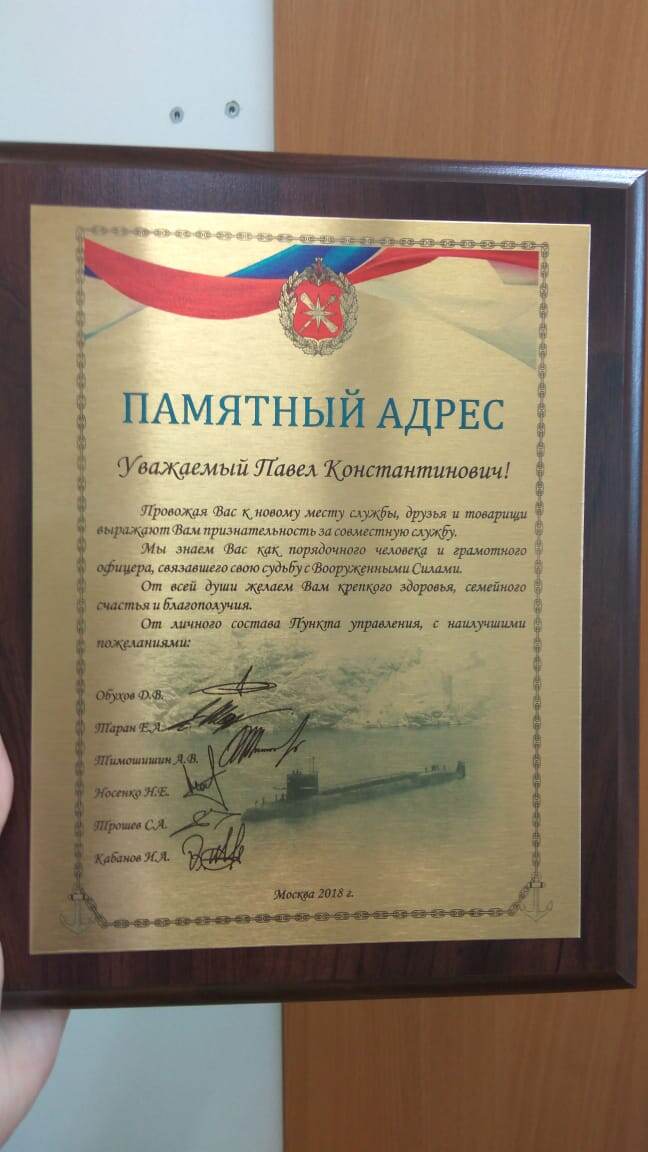 ПАМЯТНЫЙ АДРЕС
Уважаемый Павел Константинович!
Провожая Вас к новому месту службы, друзья и товарищи
выражают Вам признательность за совместную службу.
Мы знаем Вас как порядочного человека и грамотного
офицера, связавшего свою судьбу с Вооруженными Силами.
От всей души желаем Вам крепкого здоровья, семейного
счастья и благополучия.
От личного состава Пункта управления, с наилучшими
пожеланиями:
Обухов Д.В.
Таран Е.А.
Тимошишин А.В.
Носенко Н.Е.
Трошев С.А.
Кабанов И.А.
Москва 2018 г.